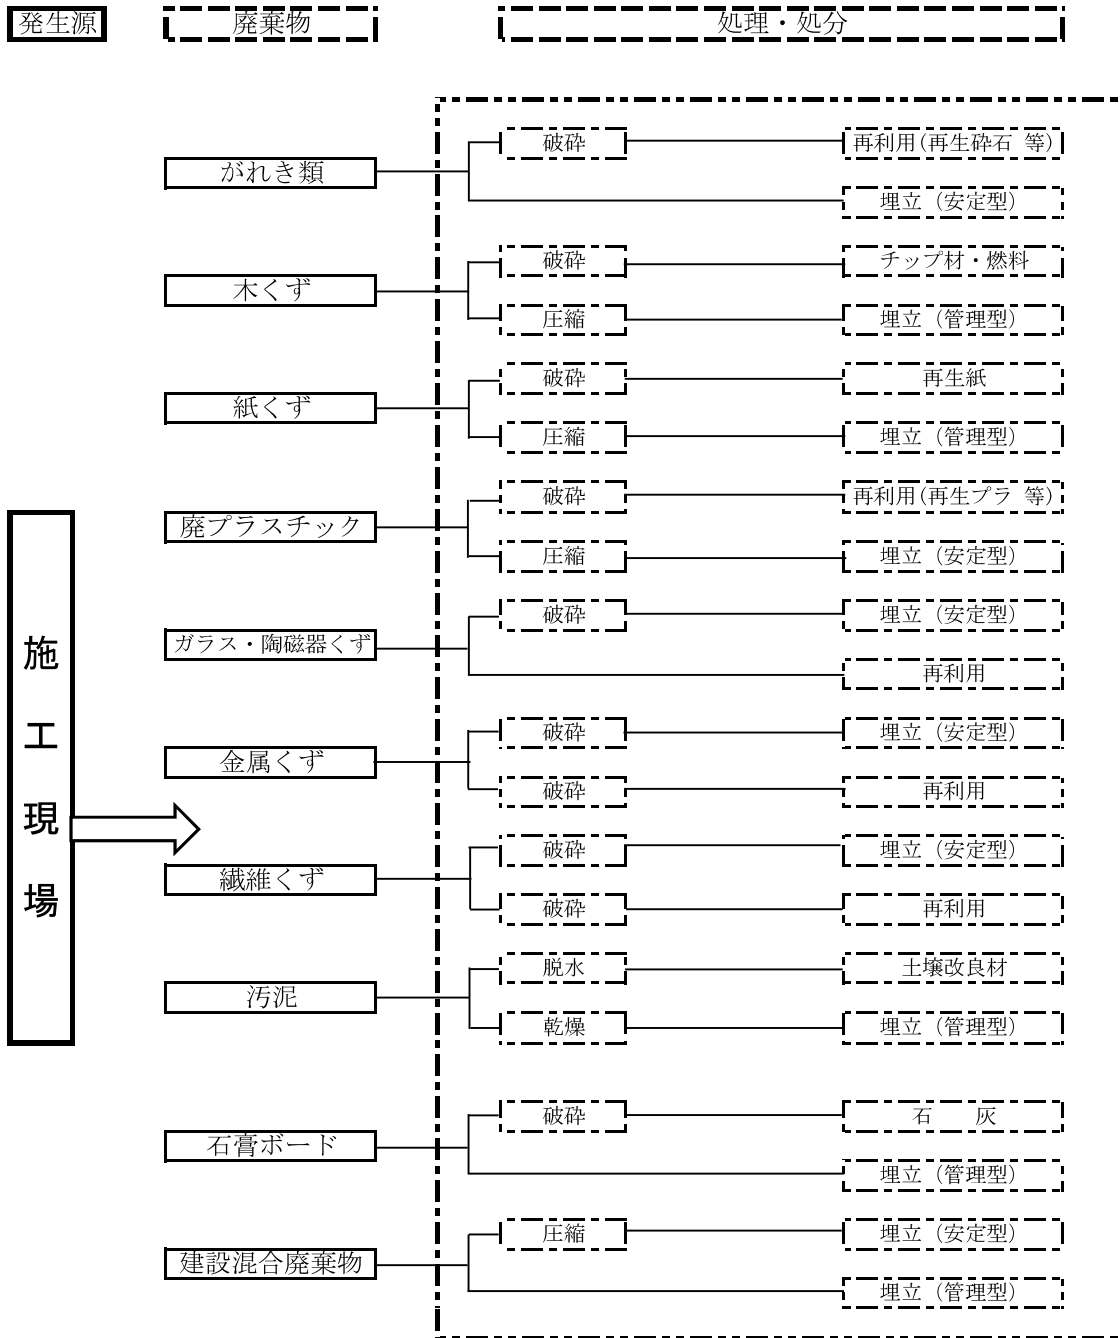 発生源 廃棄物 処理・処分
がれき類 破砕 再利用(再生砕石 等)
埋立（安定型）
木くず 破砕 チップ材・燃料
圧縮 埋立（管理型）
紙くず 破砕 再生紙
圧縮 埋立（管理型）
廃プラスチック 破砕 再利用(再生プラ 等)
圧縮 埋立（安定型）
施工現場
ガラス・陶磁器くず 破砕 埋立（安定型）
再利用
金属くず 破砕 埋立（安定型）
破砕 再利用
繊維くず 破砕 埋立（安定型）
破砕 再利用
汚泥 脱水 土壌改良材
乾燥 埋立（管理型）
石膏ボード 破砕 石　灰
埋立（管理型）
建設混合廃棄物 圧縮 埋立（安定型）
埋立（管理型）